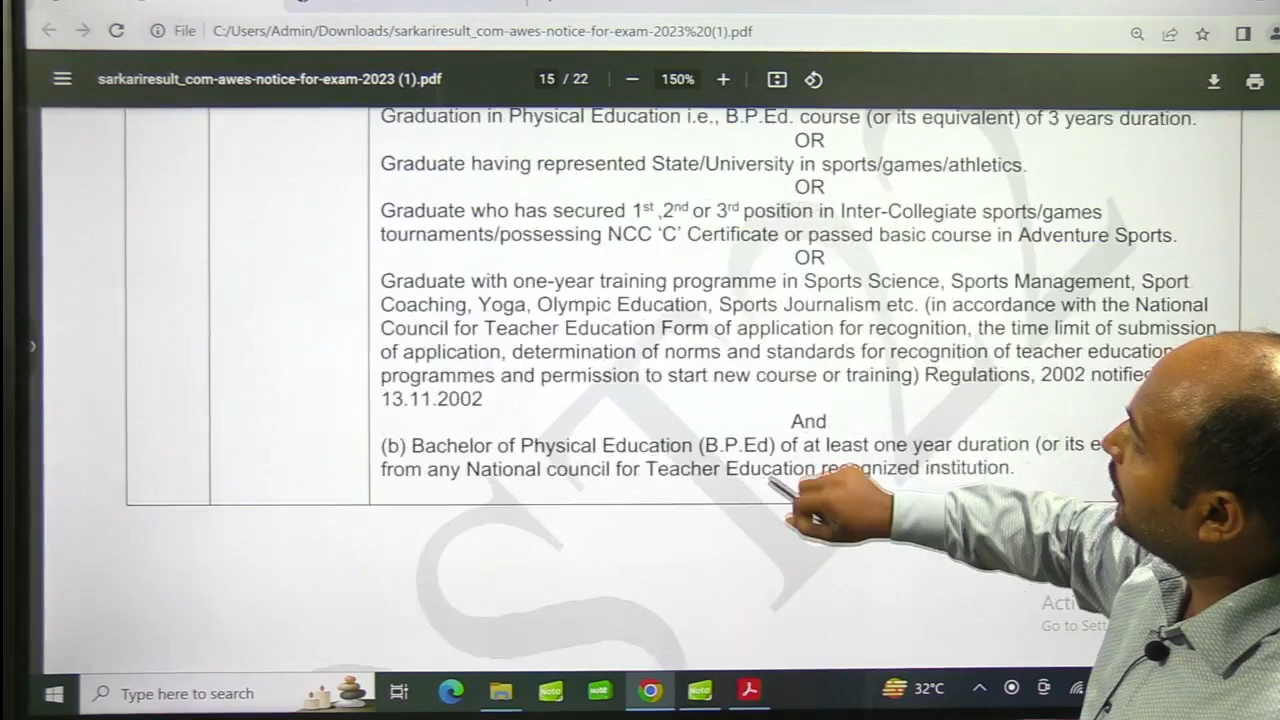 File C:/Users/Admin/Downloads/sarkariresult_com-awes-notice-for-exam-2023%20(1).pdf
sarkariresult_com-awes-notice-for-exam-2023 (1).pdf 15 / 22 150%
Graduation in Physical Education i.e., B.P.Ed. course (or its equivalent) of 3 years duration.
OR
Graduate having represented State/University in sports/games/athletics.
OR
Graduate who has secured 1st ,2nd or 3rd position in Inter-Collegiate sports/games
tournaments/possessing NCC 'C' Certificate or passed basic course in Adventure Sports.
OR
Graduate with one-year training programme in Sports Science, Sports Management, Sport
Coaching, Yoga, Olympic Education, Sports Journalism etc. (in accordance with the National
Council for Teacher Education Form of application for recognition, the time limit of submission
of application, determination of norms and standards for recognition of teacher education
programmes and permission to start new course or training) Regulations, 2002 notified
13.11.2002
And
(b) Bachelor of Physical Education (B.P.Ed) of at least one year duration (or its
from any National council for Teacher Education recognized institution.
Go to
Type here to search
Note
Note
Note
32°C